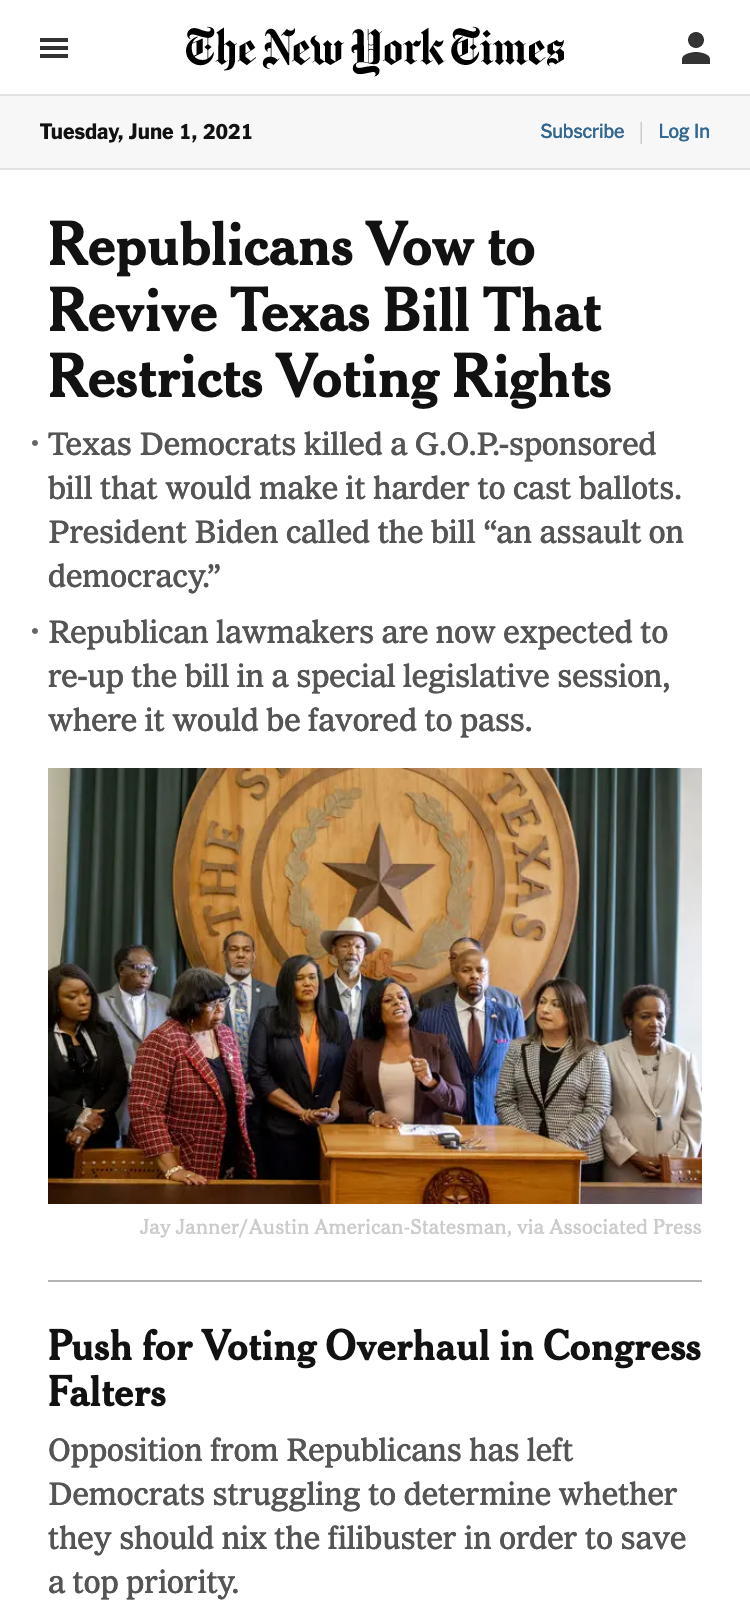 The New York Times
Tuesday, June 1, 2021
Subscribe
Log In
Republicans Vow to
Revive Texas Bill That
Restricts Voting Rights
• Texas Democrats killed a G.O.P.-sponsored
bill that would make it harder to cast ballots.
President Biden called the bill “an assault on
democracy.”
• Republican lawmakers are now expected to
re-up the bill in a special legislative session,
where it would be favored to pass.
THE S
TEXAS
Jay Janner/Austin American-Statesman, via Associated Press
Push for Voting Overhaul in Congress
Falters
Opposition from Republicans has left
Democrats struggling to determine whether
they should nix the filibuster in order to save
a top priority.